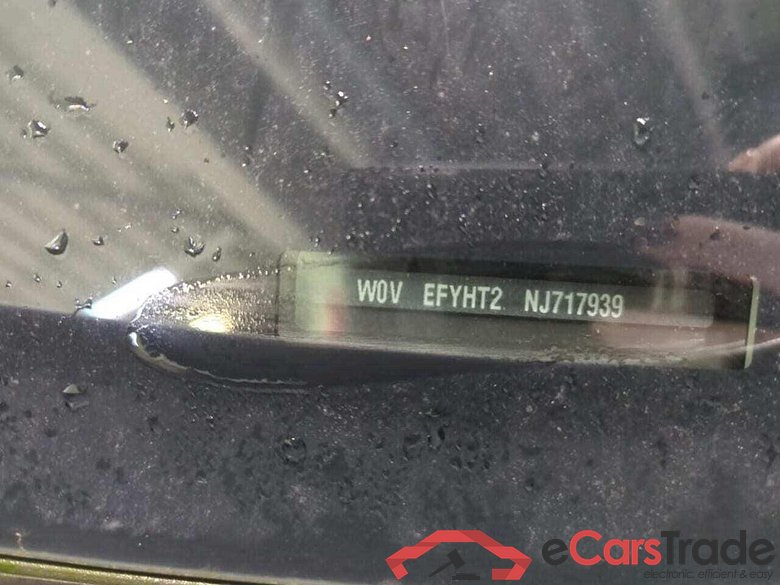 W0V EFYHT2 NJ717939
eCarsTrade
electronic, efficient & easy